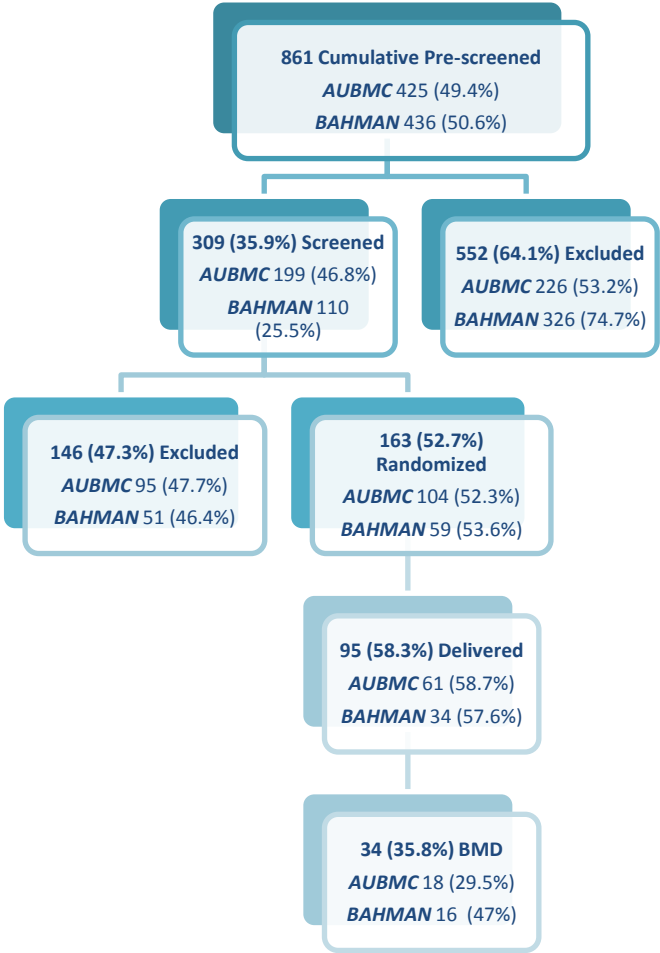 861 Cumulative Pre-screened
AUBMC 425 (49.4%)
BAHMAN 436 (50.6%)
309 (35.9%) Screened
AUBMC 199 (46.8%)
BAHMAN 110
(25.5%)
552 (64.1%) Excluded
AUBMC 226 (53.2%)
BAHMAN 326 (74.7%)
146 (47.3%) Excluded
AUBMC 95 (47.7%)
BAHMAN 51 (46.4%)
163 (52.7%)
Randomized
AUBMC 104 (52.3%)
BAHMAN 59 (53.6%)
95 (58.3%) Delivered
AUBMC 61 (58.7%)
BAHMAN 34 (57.6%)
34 (35.8%) BMD
AUBMC 18 (29.5%)
BAHMAN 16 (47%)